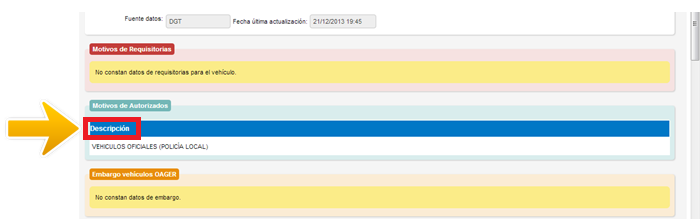 Fuente datos: DGT Fecha última actualización: 21/12/2013 19:45
Motivos de Requisitorias
No constan datos de requisitorias para el vehículo.
Motivos de Autorizados
Descripción
VEHICULOS OFICIALES (POLICÍA LOCAL)
Embargo vehículos OAGER
No constan datos de embargo.